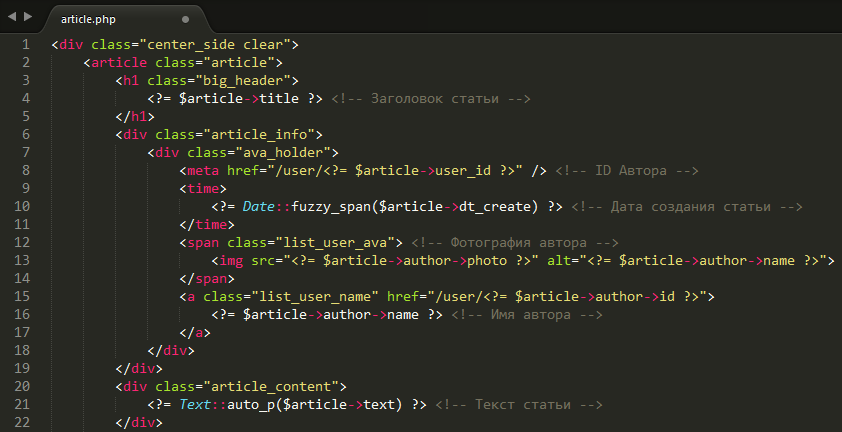 article.php
1 <div class="center_side clear">
2     <article class="article">
3         <h1 class="big_header">
4             <?= $article->title ?> <!-- Заголовок статьи -->
5         </h1>
6         <div class="article_info">
7             <div class="ava_holder">
8                 <meta href="/user/<?= $article->user_id ?>" /> <!-- ID Автора -->
9                 <time>
10                     <?= Date::fuzzy_span($article->dt_create) ?> <!-- Дата создания статьи -->
11                 </time>
12                 <span class="list_user_ava"> <!-- Фотография автора -->
13                     <img src="<?= $article->author->photo ?>" alt="<?= $article->author->name ?>">
14                 </span>
15                 <a class="list_user_name" href="/user/<?= $article->author->id ?>">
16                     <?= $article->author->name ?> <!-- Имя автора -->
17                 </a>
18             </div>
19         </div>
20         <div class="article_content">
21             <?= Text::auto_p($article->text) ?> <!-- Текст статьи -->
22         </div>